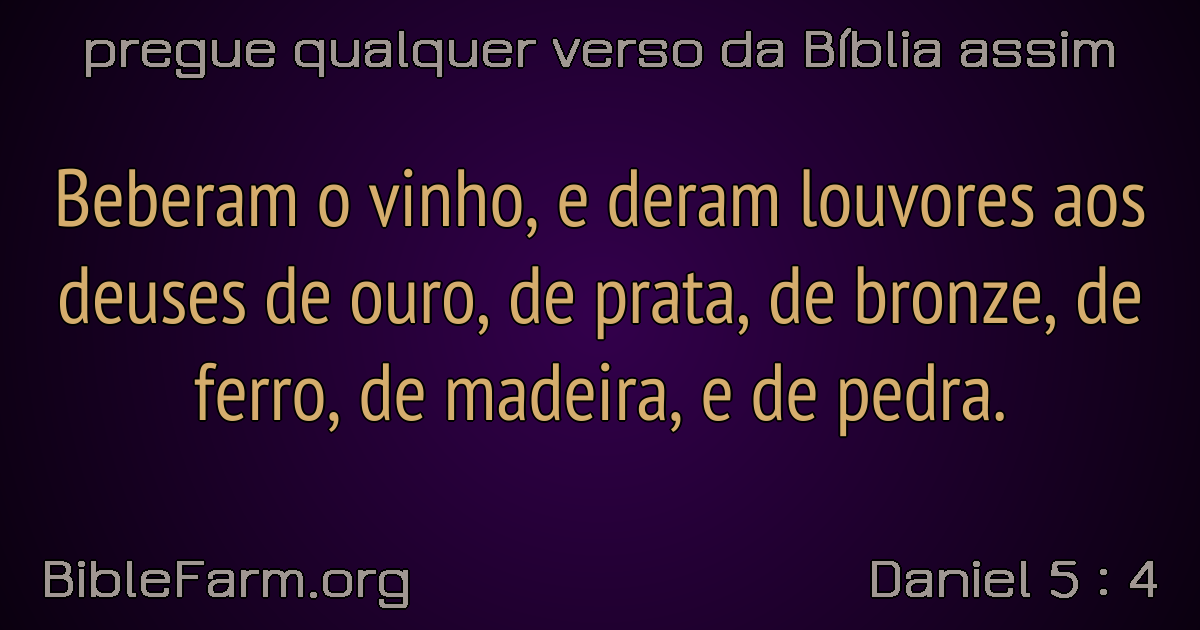 pregue qualquer verso da Bíblia assim
Beberam o vinho, e deram louvores aos
deuses de ouro, de prata, de bronze, de
ferro, de madeira, e de pedra.
BibleFarm.org
Daniel 5 : 4